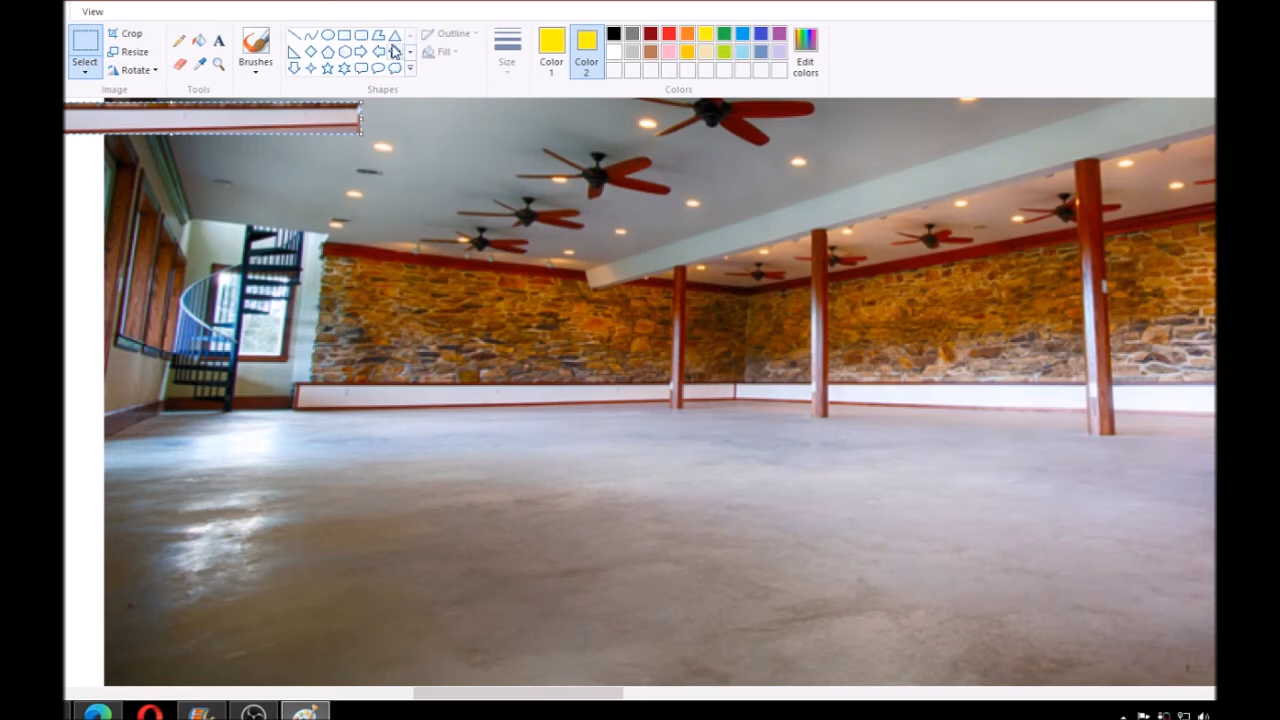 View
Crop
Resize
Rotate
Select
Brushes
Outline
Fill
Size
Color 1
Color 2
Edit colors
Image
Tools
Shapes
Colors